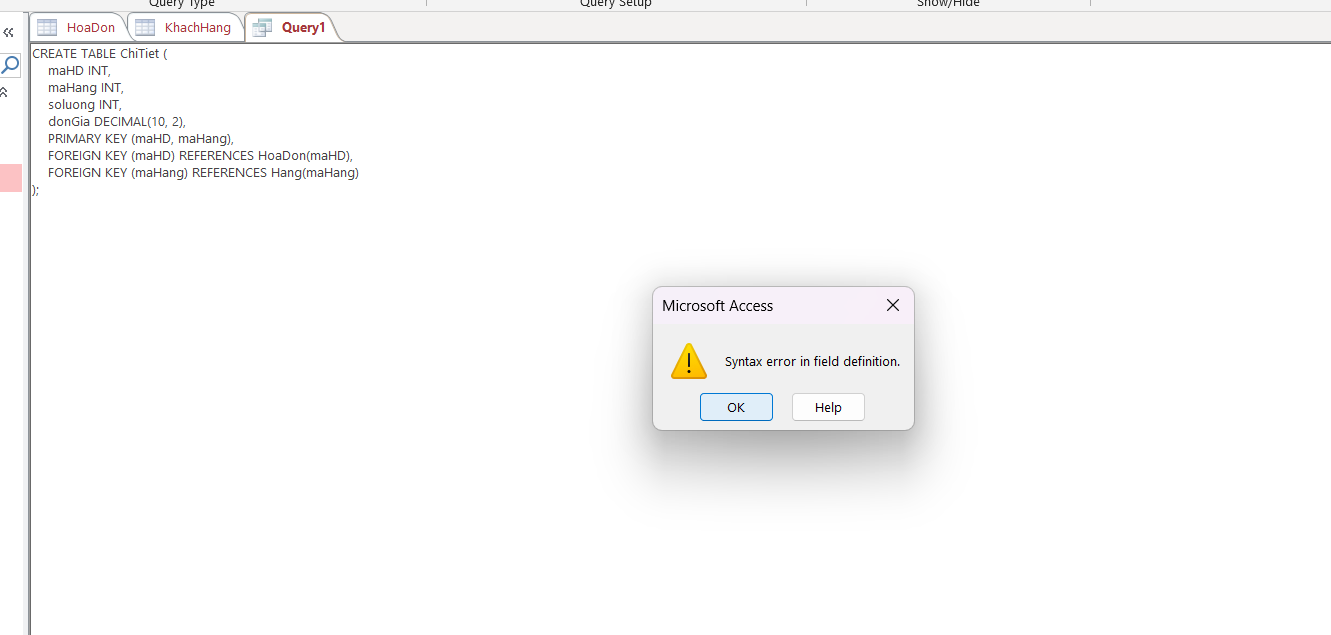 Query Type
Query Setup
Show/Hide
HoaDon
KhachHang
Query1
CREATE TABLE ChiTiet (
maHD INT,
maHang INT,
soluong INT,
donGia DECIMAL(10, 2),
PRIMARY KEY (maHD, maHang),
FOREIGN KEY (maHD) REFERENCES HoaDon(maHD),
FOREIGN KEY (maHang) REFERENCES Hang(maHang)
);
Microsoft Access
Syntax error in field definition.
OK
Help